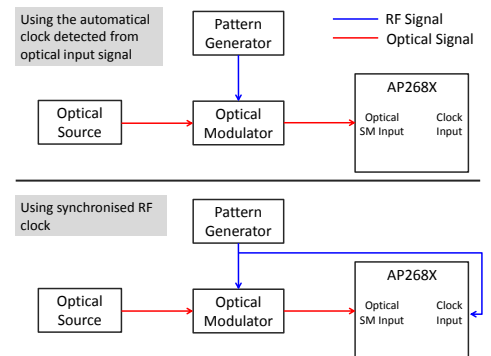 Using the automatical
clock detected from
optical input signal
Pattern
Generator
RF Signal
Optical Signal
Optical
Source
Optical
Modulator
AP268X
Optical
SM Input
Clock
Input
Using synchronised RF
clock
Pattern
Generator
Optical
Source
Optical
Modulator
AP268X
Optical
SM Input
Clock
Input